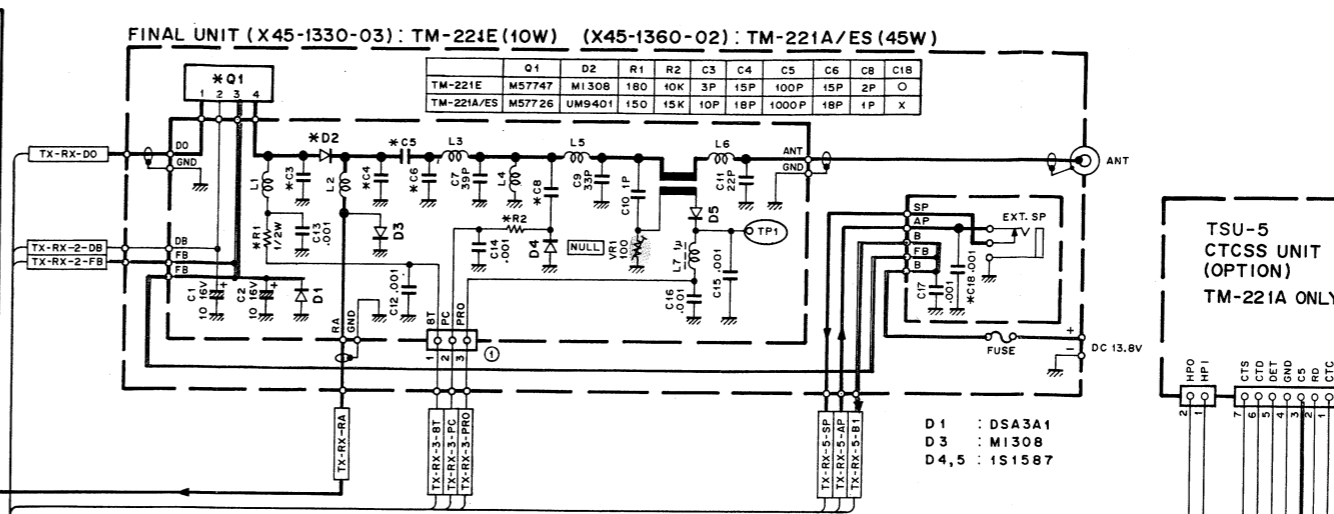 FINAL UNIT (X45-1330-03) : TM-221E (10W) (X45-1360-02) : TM-221A/ES (45W)
Q1 D2 R1 R2 C3 C4 C5 C6 C8 C18
TM-221E M57747 MI308 180 10K 3P 15P 100P 15P 2P O
TM-221A/ES M57726 UM9401 150 15K 10P 18P 1000P 18P 1P X
*Q1
1 2 3 4
TX-RX-DO
DO
GND
*D2
*C5
L3
L5
L6
ANT
GND
ANT
L1
*C3
L2
*C4
*C6
C7 39P
L4
*C8
C9 33P
C10 1P
C11 22P
D5
TP1
*R1 1/2W
C13 .001
D3
*R2
C14 .001
D4
NULL
VR1 100
L7 1μ
C15 .001
C16 .001
TX-RX-2-DB
TX-RX-2-FB
DB
FB
FB
C1 10 16V
+
C2 10 16V
+
D1
C12 .001
RA
GND
8T
PC
PRO
1 2 3
1
SP
AP
B
FB
B
EXT. SP
C17 .001
*C18 .001
FUSE
+
−
DC 13.8V
TX-RX-RA
TX-RX-3-8T
TX-RX-3-PC
TX-RX-3-PRO
TX-RX-5-SP
TX-RX-5-AP
TX-RX-5-B1
D1 : DSA3A1
D3 : MI308
D4,5 : 1S1587
TSU-5
CTCSS UNIT
(OPTION)
TM-221A ONLY
HPO
HPI
2 1
CTS
CTD
DET
GND
C5
RD
CTC
7 6 5 4 3 2 1